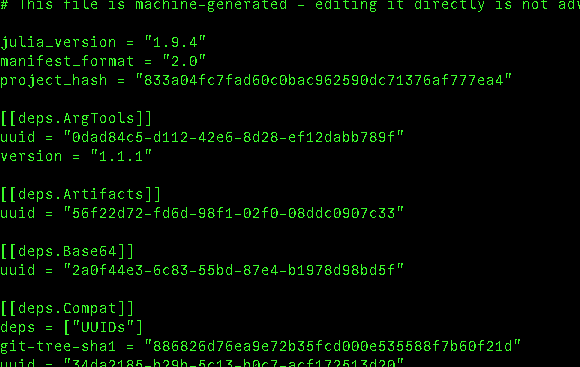 # This file is machine-generated - editing it directly is not
julia_version = "1.9.4"
manifest_format = "2.0"
project_hash = "833a04fc7fad60c0bac962590dc71376af777ea4"
[[deps.ArgTools]]
uuid = "0dad84c5-d112-42e6-8d28-ef12dabb789f"
version = "1.1.1"
[[deps.Artifacts]]
uuid = "56f22d72-fd6d-98f1-02f0-08ddc0907c33"
[[deps.Base64]]
uuid = "2a0f44e3-6c83-55bd-87e4-b1978d98bd5f"
[[deps.Compat]]
deps = ["UUIDs"]
git-tree-sha1 = "886826d76ea9e72b35fcd000e535588f7b60f21d"
uuid = "34da2185-b29b-5c13-b0c7-acf172513d20"